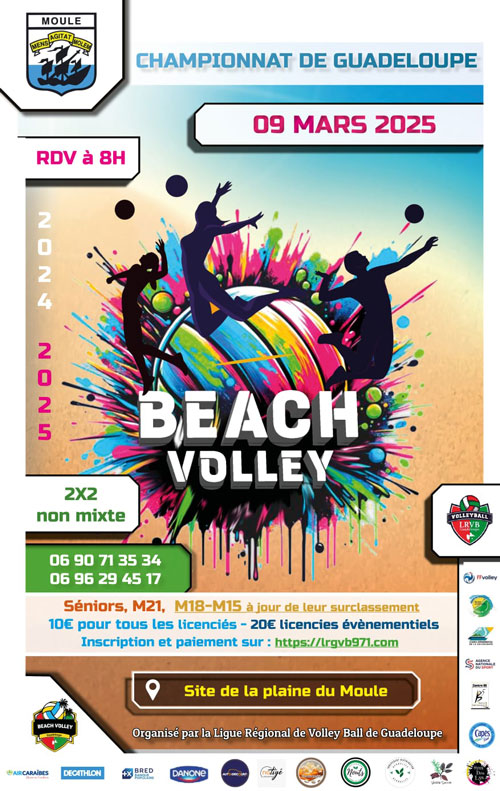 MOULE
MENS AGITAT MOLEM
CHAMPIONNAT DE GUADELOUPE
09 MARS 2025
RDV à 8H
2024 2025
BEACH
VOLLEY
2X2
non mixte
VOLLEYBALL
LRVB
06 90 71 35 34
06 96 29 45 17
FFvolley
Séniors, M21, M18-M15 à jour de leur surclassement
10€ pour tous les licenciés - 20€ licencies évènementiels
Inscription et paiement sur : https://lrgvb971.com
AGENCE
NATIONALE
DU SPORT
Site de la plaine du Moule
BEACH VOLLEY
Organisé par la Ligue Régional de Volley Ball de Guadeloupe
Capes
AIR CARAÏBES
DECATHLON
BRED
BANQUE POPULAIRE
DANONE